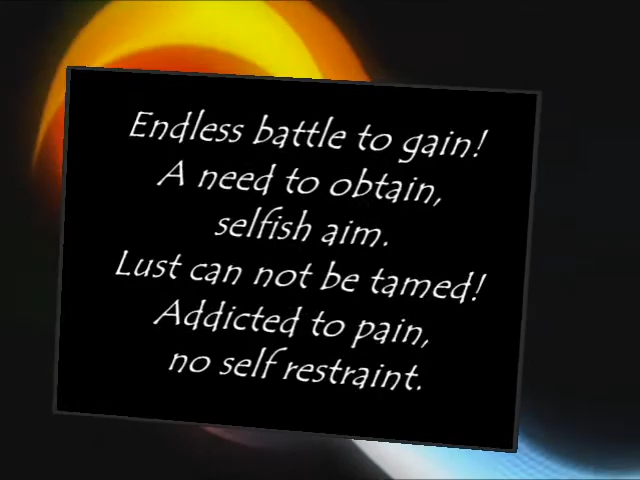 Endless battle to gain!
A need to obtain,
selfish aim.
Lust can not be tamed!
Addicted to pain,
no self restraint.